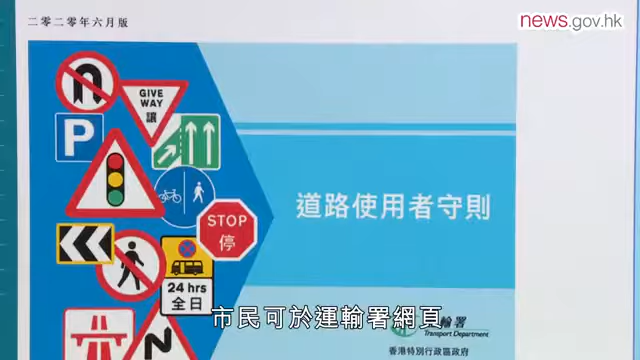 二零二零年六月版
news.gov.hk
GIVE
WAY
讓
P
道路使用者守則
STOP
停
24 hrs
全日
市民可於運輸署網頁
輸署
Transport Department
香港特別行政區政府